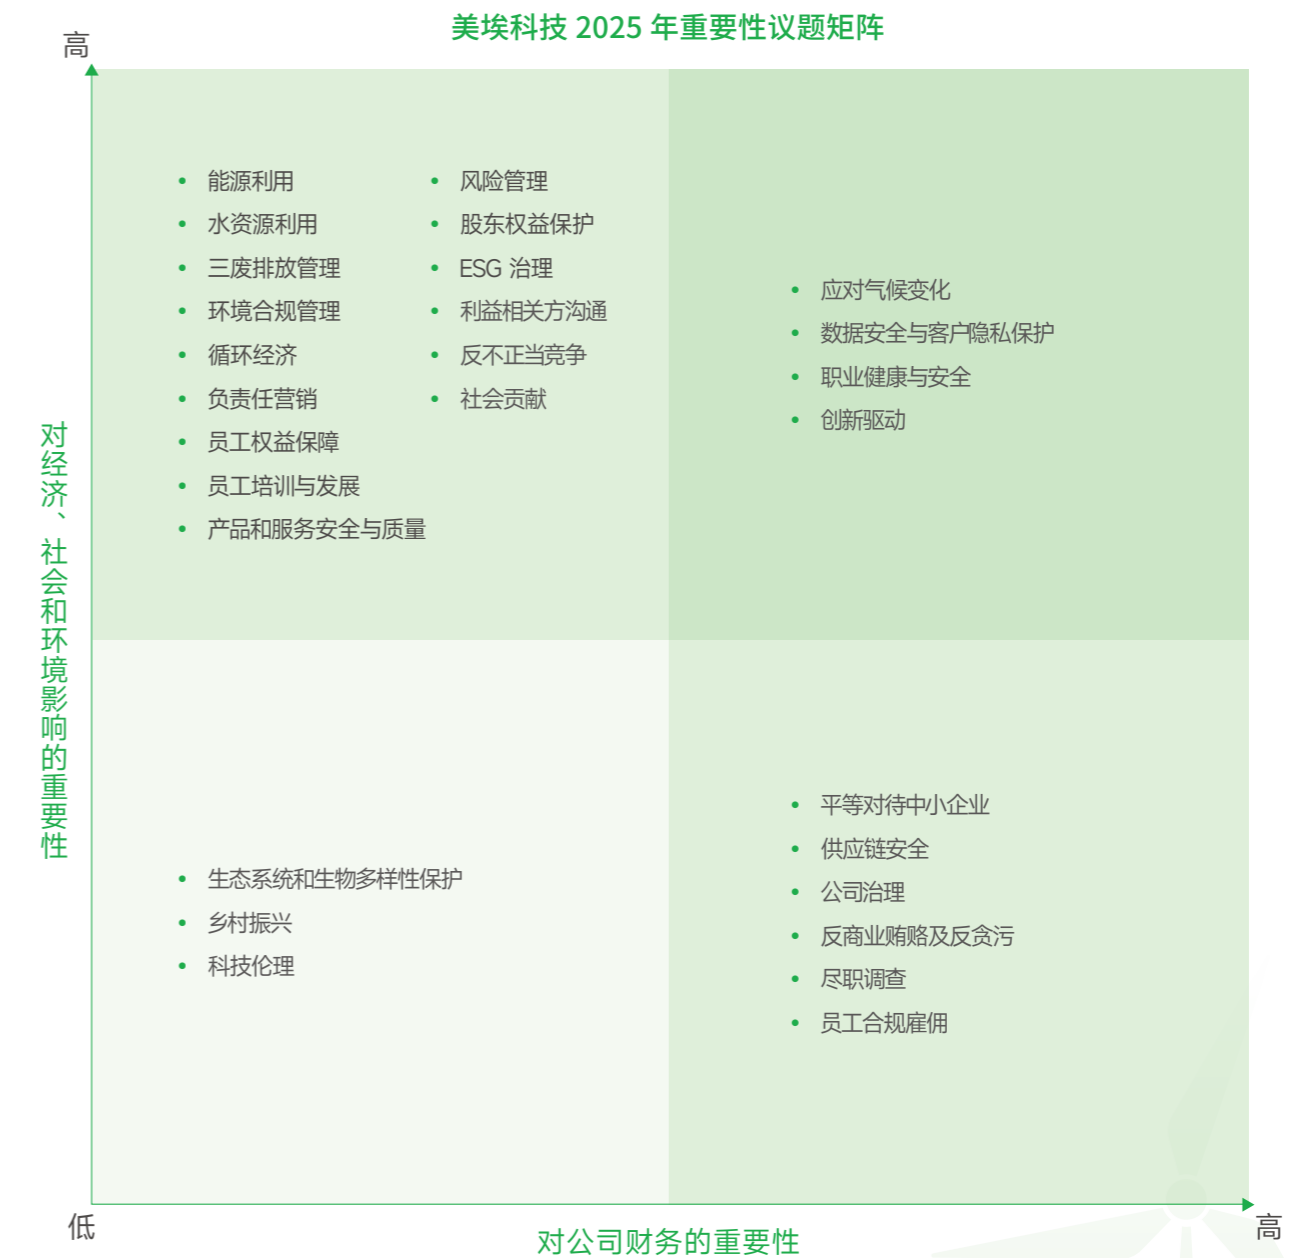 美埃科技 2025 年重要性议题矩阵
高
对经济、社会和环境影响的重要性
能源利用
水资源利用
三废排放管理
环境合规管理
循环经济
负责任营销
员工权益保障
员工培训与发展
产品和服务安全与质量
风险管理
股东权益保护
ESG 治理
利益相关方沟通
反不正当竞争
社会贡献
应对气候变化
数据安全与客户隐私保护
职业健康与安全
创新驱动
生态系统和生物多样性保护
乡村振兴
科技伦理
平等对待中小企业
供应链安全
公司治理
反商业贿赂及反贪污
尽职调查
员工合规雇佣
低
对公司财务的重要性
高